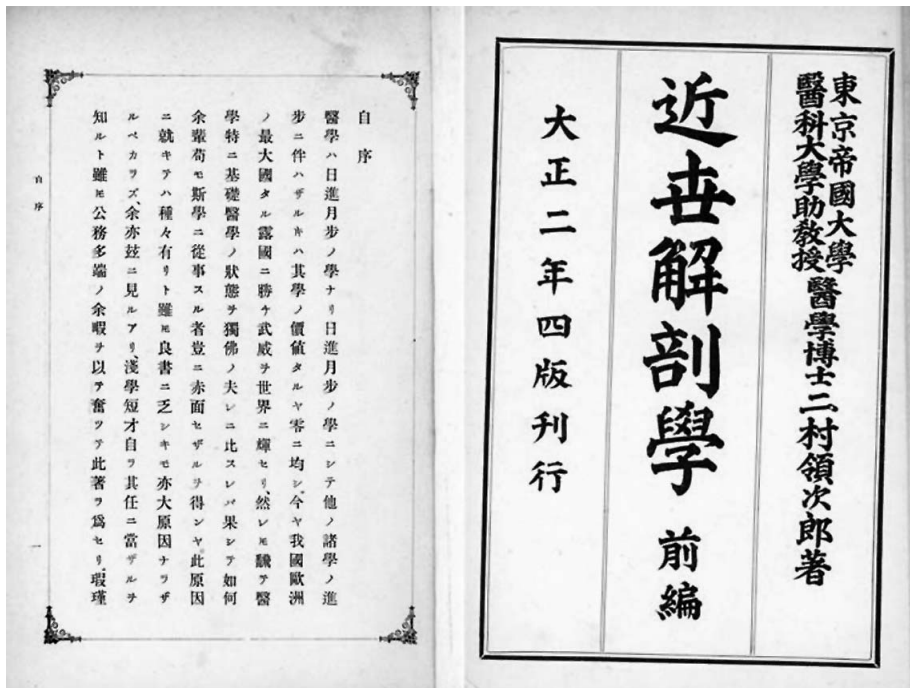 東京帝國大學
醫科大學助教授 醫學博士 二村領次郎著
近世解剖學 前編
大正二年四版刊行
自序
醫學ハ日進月步ノ學ナリ日進月步ノ學ニシテ他ノ諸學ノ進
步ニ伴ハザルキハ其學ノ價値タルヤ零ニ均シ、今ヤ我國歐洲
ノ最大國タル露國ニ勝チ武威ヲ世界ニ輝セリ、然レ𪜈飜テ醫
學特ニ基礎醫學ノ狀態ヲ獨佛ノ夫レニ比スレバ果シテ如何
余輩苟モ斯學ニ從事スル者豈ニ赤面セザルヲ得ンヤ此原因
ニ就キテハ種々有リト雖𪜈良書ニ乏シキモ亦大原因ナラザ
ルベカラズ、余亦玆ニ見ルアリ、淺學短才自ラ其任ニ當ザルヲ
知ルト雖𪜈公務多端ノ余暇ヲ以テ奮ツテ此著ヲ爲セリ、瑕瑾
自序
一